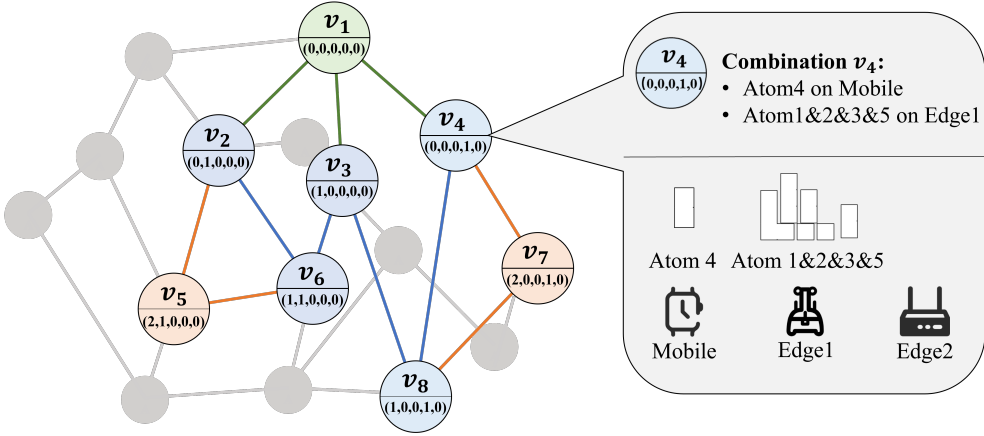 v₁
(0,0,0,0,0)
v₂
(0,1,0,0,0)
v₃
(1,0,0,0,0)
v₄
(0,0,0,1,0)
v₅
(2,1,0,0,0)
v₆
(1,1,0,0,0)
v₇
(2,0,0,1,0)
v₈
(1,0,0,1,0)
v₄
{0,0,0,1,0)
Combination v₄:
• Atom4 on Mobile
• Atom1&2&3&5 on Edge1
Atom 4
Atom 1&2&3&5
Mobile
Edge1
Edge2